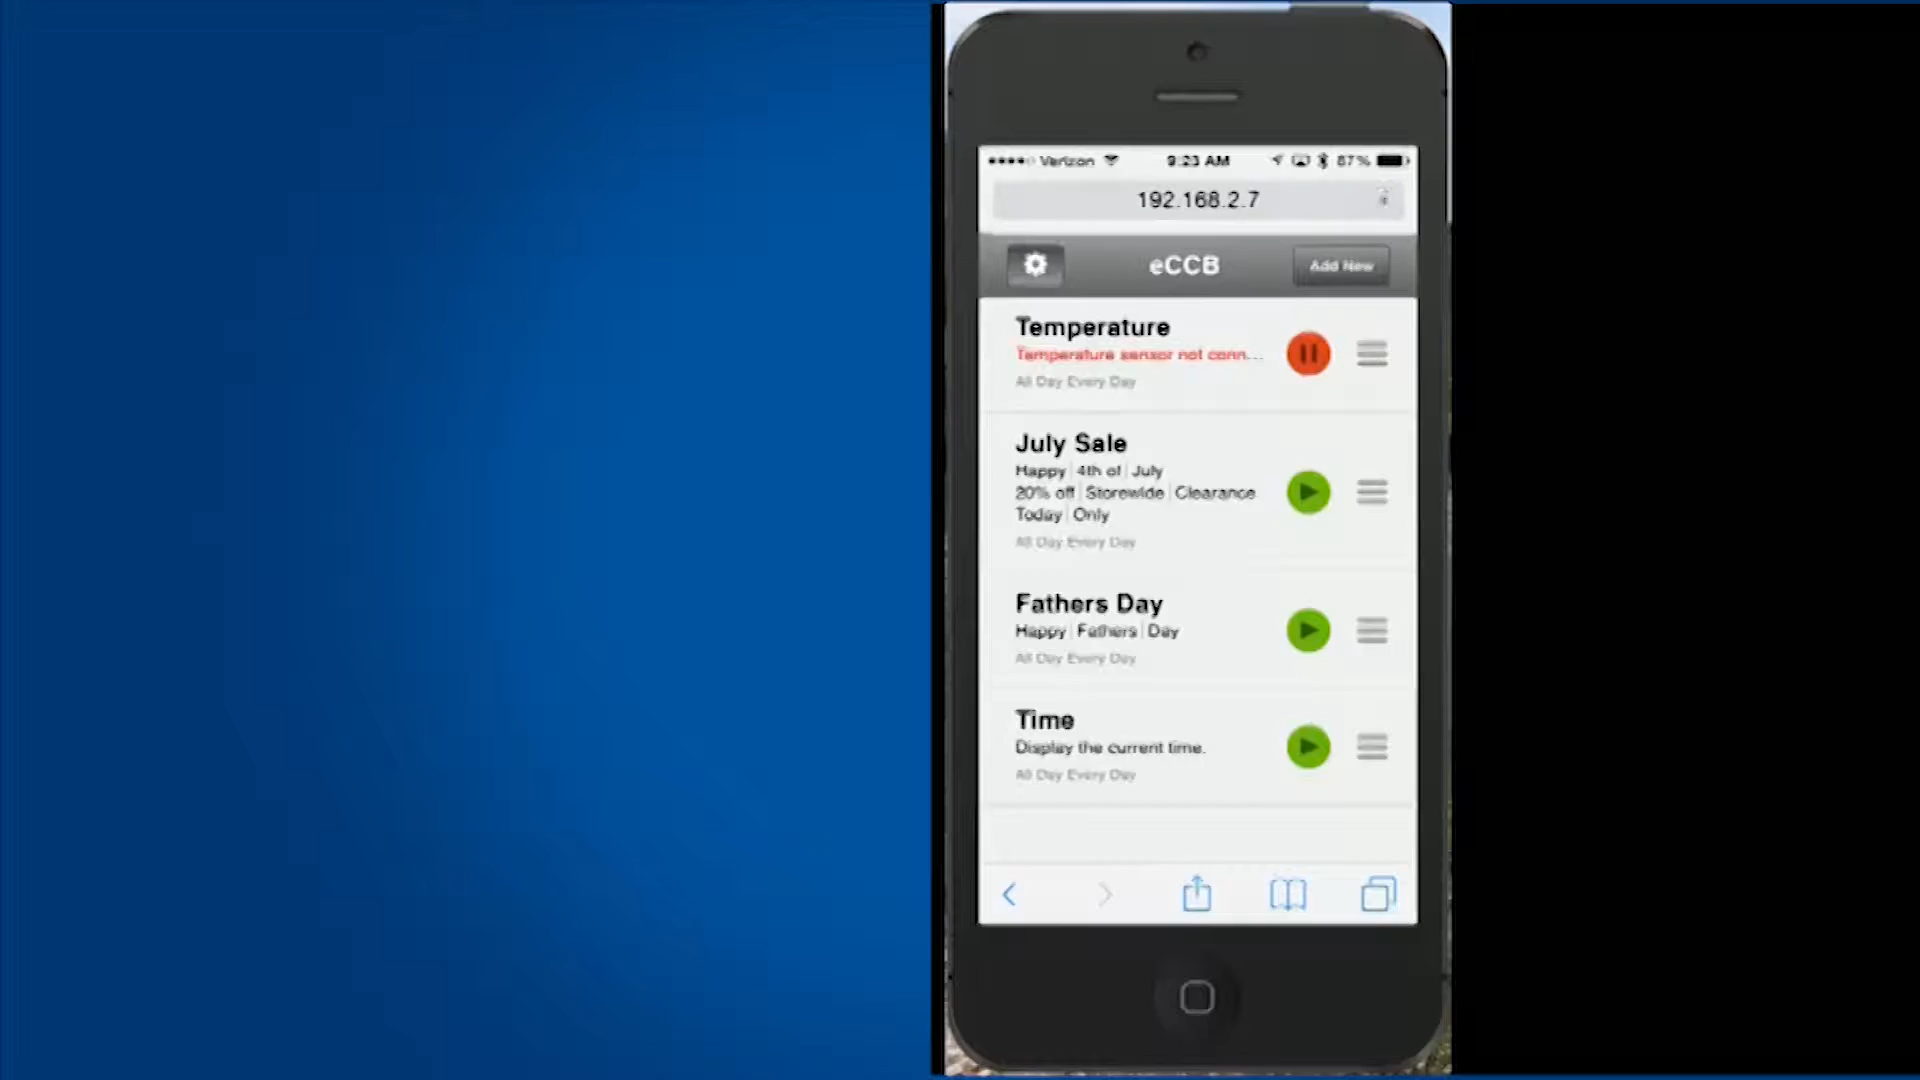 Verizon 9:23 AM 87%
192.168.2.7
eCCB Add New
Temperature
Temperature sensor not conn...
All Day Every Day
July Sale
Happy | 4th of | July
20% off | Storewide | Clearance
Today | Only
All Day Every Day
Fathers Day
Happy | Fathers | Day
All Day Every Day
Time
Display the current time.
All Day Every Day